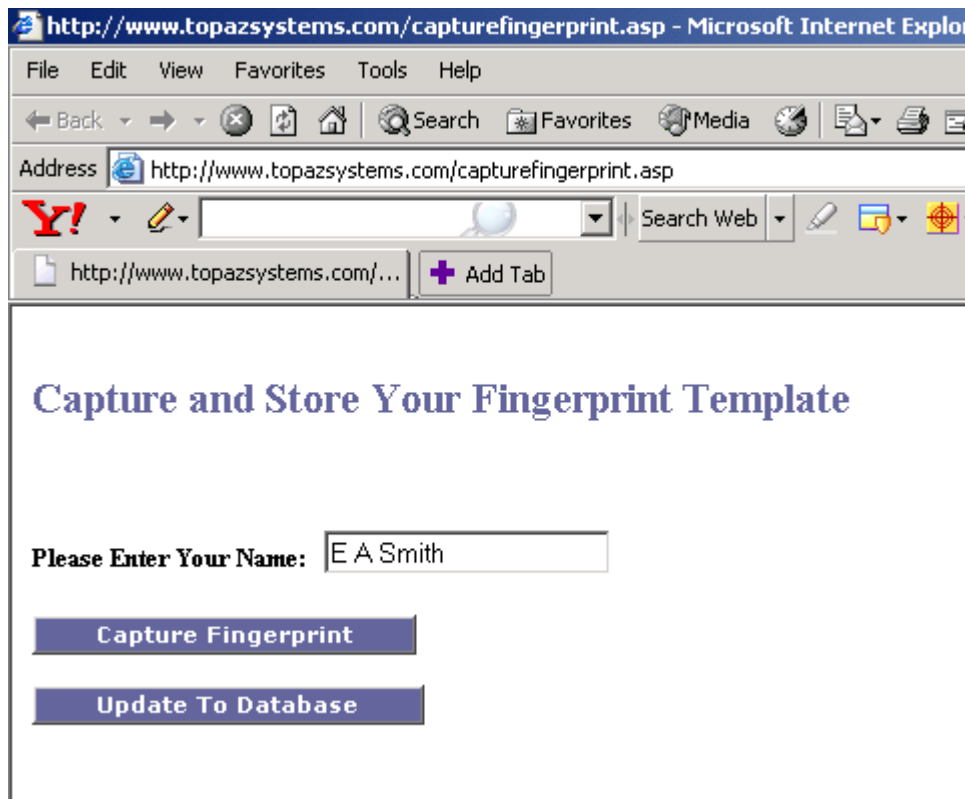 http://www.topazsystems.com/capturefingerprint.asp - Microsoft Internet Explor
File Edit View Favorites Tools Help
Back Search Favorites Media
Address http://www.topazsystems.com/capturefingerprint.asp
Y! Search Web
http://www.topazsystems.com/... Add Tab
Capture and Store Your Fingerprint Template
Please Enter Your Name: E A Smith
Capture Fingerprint
Update To Database